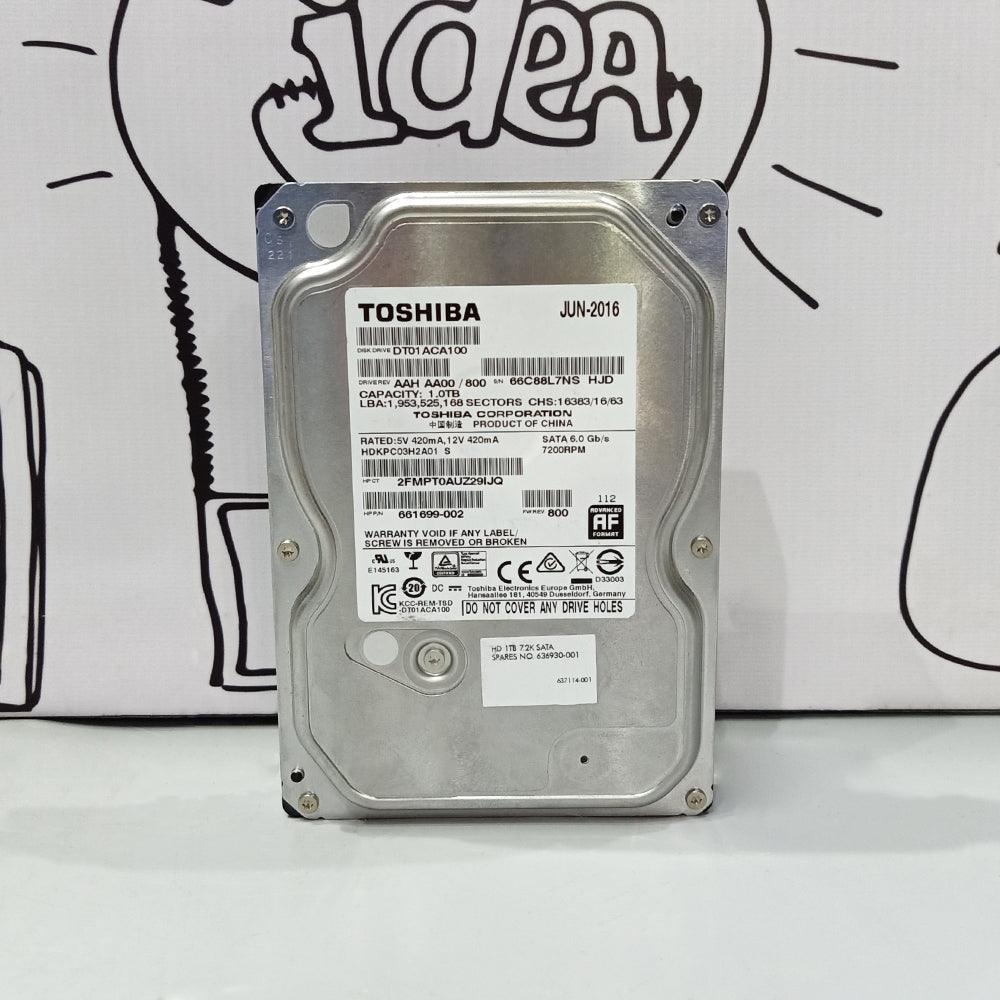 idea
TOSHIBA JUN-2016
DISK DRIVE DT01ACA100
DRIVE REV AAH AA00 / 800 S/N 66C88L7NS HJD
CAPACITY: 1.0TB
LBA:1,953,525,168 SECTORS CHS:16383/16/63
TOSHIBA CORPORATION
中国制造 PRODUCT OF CHINA
RATED:5V 420mA,12V 420mA SATA 6.0 Gb/s
HDKPC03H2A01 S 7200RPM
HP CT 2FMPT0AUZ29IJQ
HP P/N 661699-002 FW REV 800
112
ADVANCED
AF
FORMAT
WARRANTY VOID IF ANY LABEL/
SCREW IS REMOVED OR BROKEN
E145163
CE
D33003
20 DC
Toshiba Electronics Europe GmbH,
Hansaallee 181, 40549 Dusseldorf, Germany
KCC-REM-TSD
-DT01ACA100
DO NOT COVER ANY DRIVE HOLES
HD 1TB 7.2K SATA
SPARES NO. 636930-001
637114-001